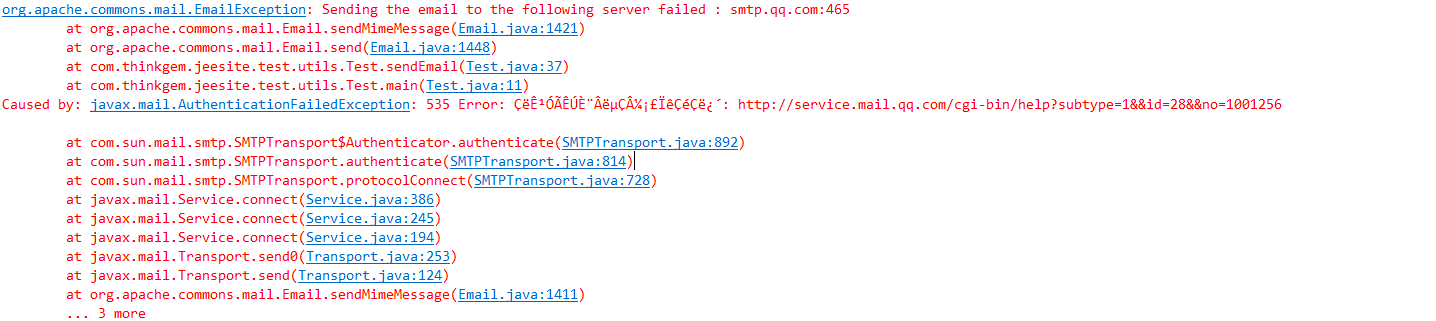 org.apache.commons.mail.EmailException: Sending the email to the following server failed : smtp.qq.com:465
at org.apache.commons.mail.Email.sendMimeMessage(Email.java:1421)
at org.apache.commons.mail.Email.send(Email.java:1448)
at com.thinkgem.jeesite.test.utils.Test.sendEmail(Test.java:37)
at com.thinkgem.jeesite.test.utils.Test.main(Test.java:11)
Caused by: javax.mail.AuthenticationFailedException: 535 Error: ÇëÊ¹ÓÃÊÚÈ¨ÂëµÇÂ¼¡£ÏêÇéÇë¿´: http://service.mail.qq.com/cgi-bin/help?subtype=1&&id=28&&no=1001256
at com.sun.mail.smtp.SMTPTransport$Authenticator.authenticate(SMTPTransport.java:892)
at com.sun.mail.smtp.SMTPTransport.authenticate(SMTPTransport.java:814)
at com.sun.mail.smtp.SMTPTransport.protocolConnect(SMTPTransport.java:728)
at javax.mail.Service.connect(Service.java:386)
at javax.mail.Service.connect(Service.java:245)
at javax.mail.Service.connect(Service.java:194)
at javax.mail.Transport.send0(Transport.java:253)
at javax.mail.Transport.send(Transport.java:124)
at org.apache.commons.mail.Email.sendMimeMessage(Email.java:1411)
... 3 more